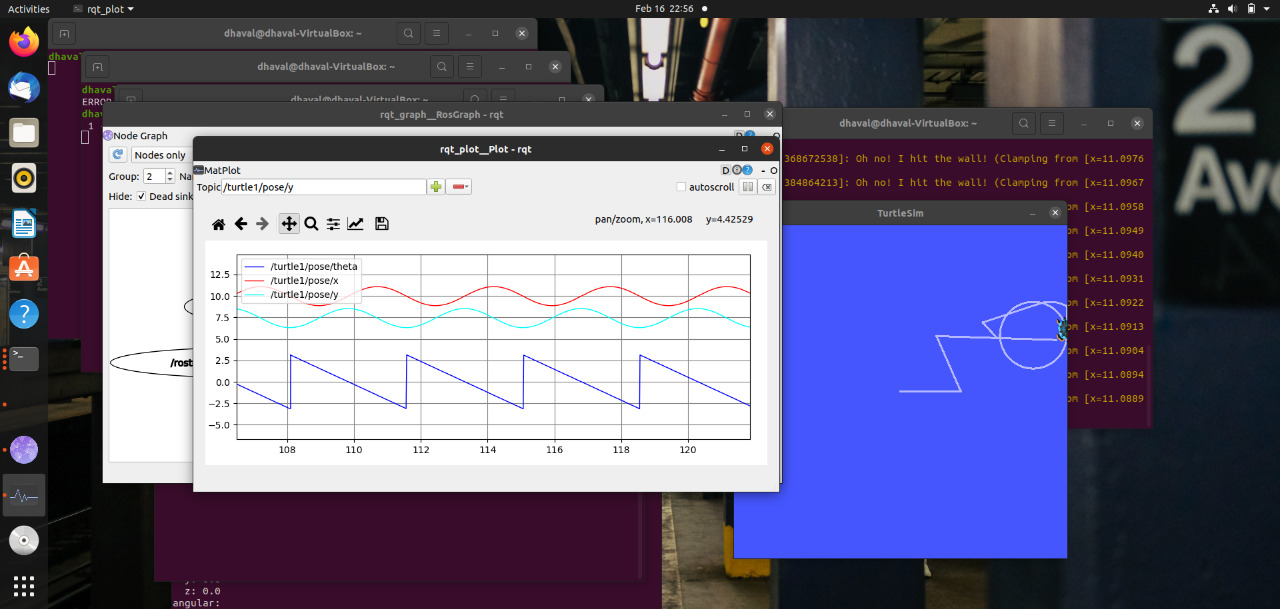 Activities
rqt_plot
Feb 16 22:56
dhaval@dhaval-VirtualBox: ~
dhaval
dhaval@dhaval-VirtualBox: ~
dhava
ERROR
dhava
1
dhaval@dhaval-VirtualBox: ~
rqt_graph__RosGraph - rqt
Node Graph
Nodes only
Group: 2 Na
Hide: Dead sink
/rost
rqt_plot__Plot - rqt
MatPlot
D
- O
Topic /turtle1/pose/y
autoscroll
pan/zoom, x=116.008 y=4.42529
/turtle1/pose/theta
/turtle1/pose/x
/turtle1/pose/y
12.5
10.0
7.5
5.0
2.5
0.0
−2.5
−5.0
108 110 112 114 116 118 120
dhaval@dhaval-VirtualBox: ~
368672538]: Oh no! I hit the wall! (Clamping from [x=11.0976
384864213]: Oh no! I hit the wall! (Clamping from [x=11.0967
om [x=11.0958
om [x=11.0949
om [x=11.0940
om [x=11.0931
om [x=11.0922
om [x=11.0913
om [x=11.0904
om [x=11.0894
om [x=11.0889
TurtleSim
z: 0.0
angular:
2
Ave